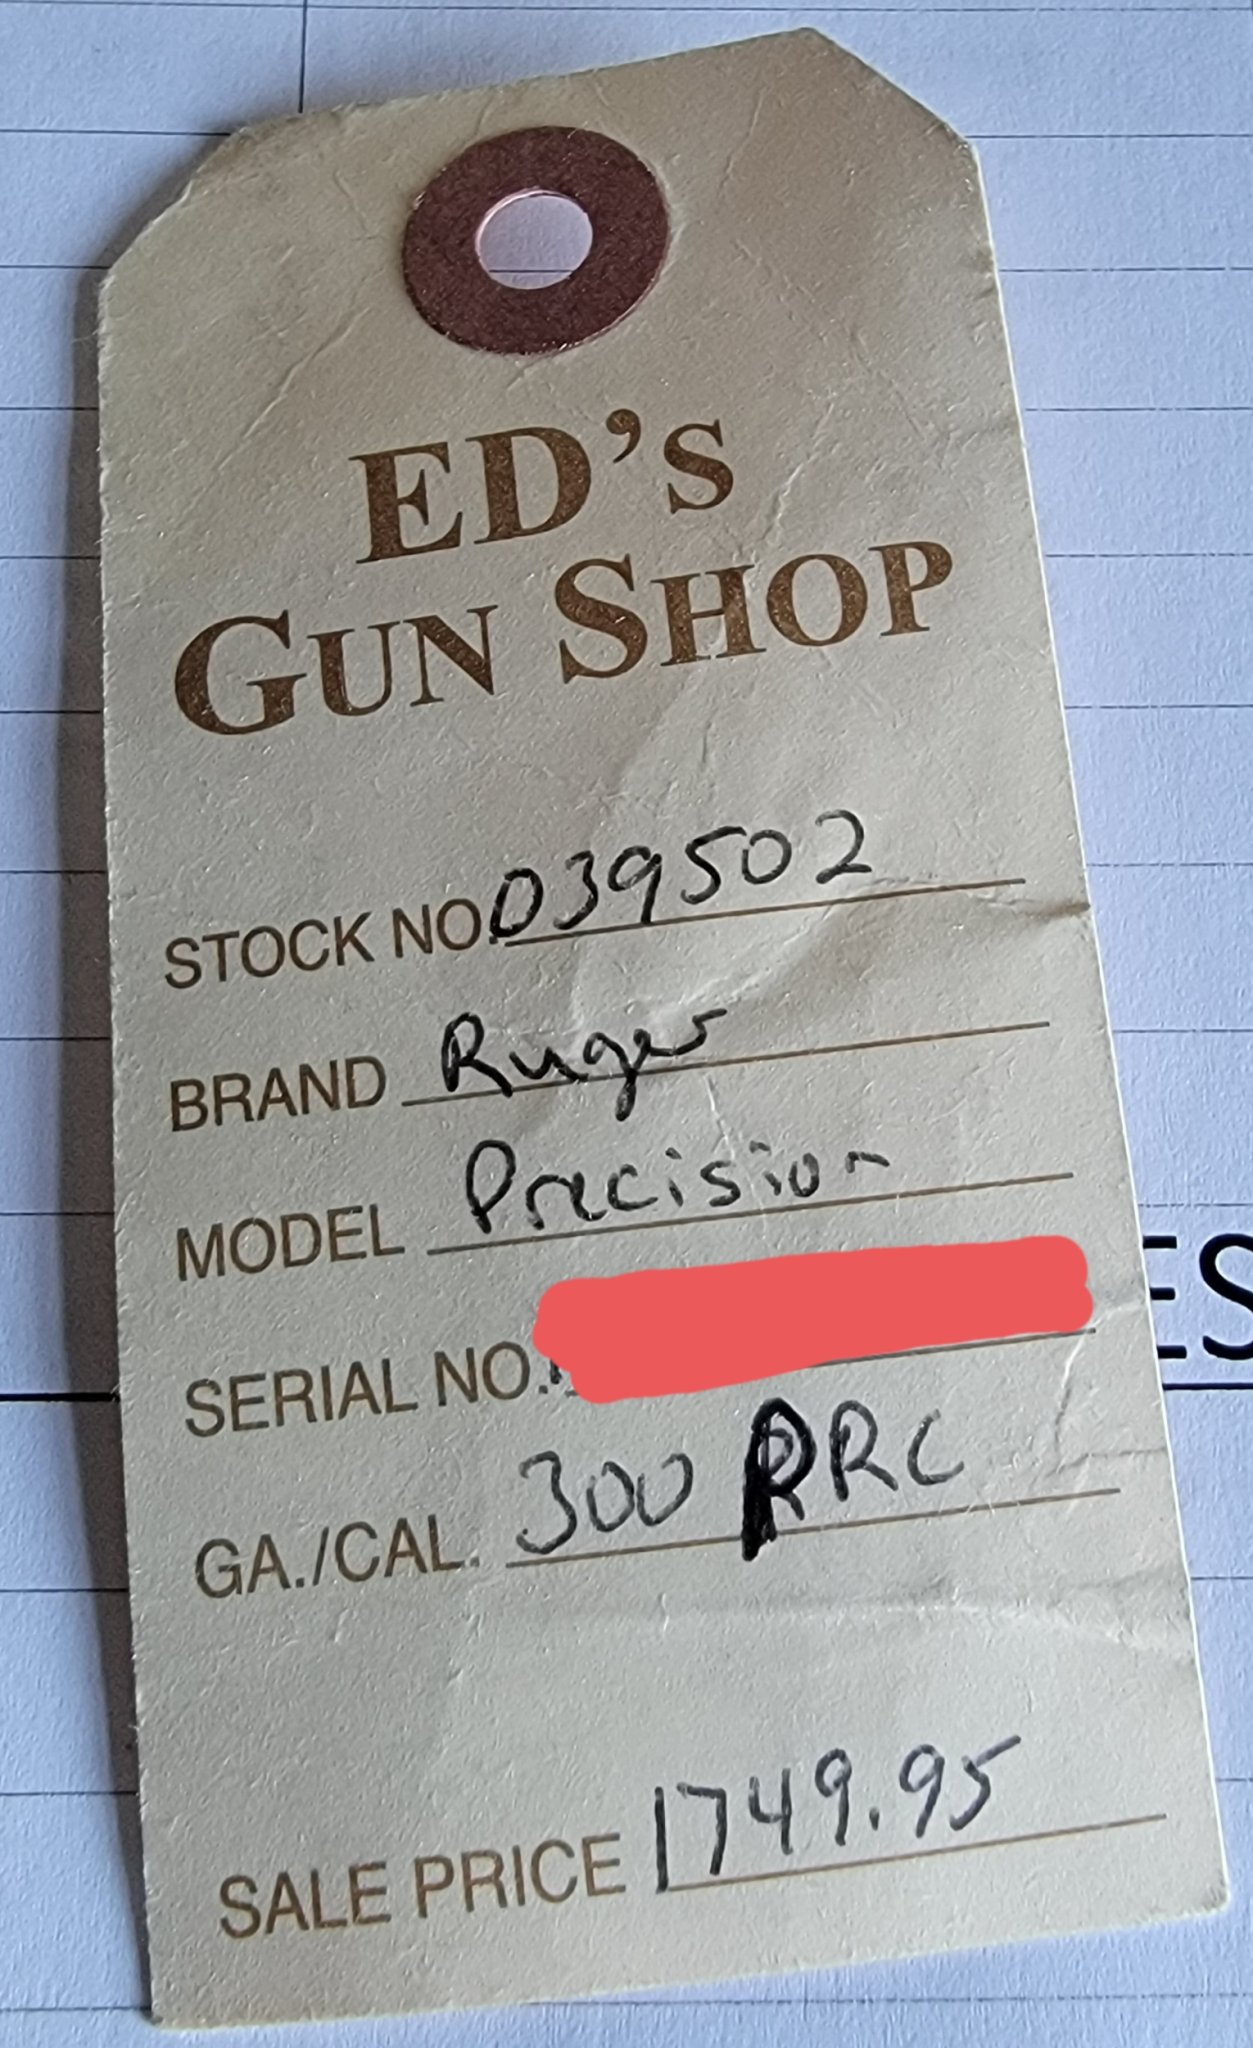 ED's
GUN SHOP
STOCK NO. 039502
BRAND Ruger
MODEL Precision
SERIAL NO.
GA./CAL. 300 PRC
SALE PRICE 1749.95
ES